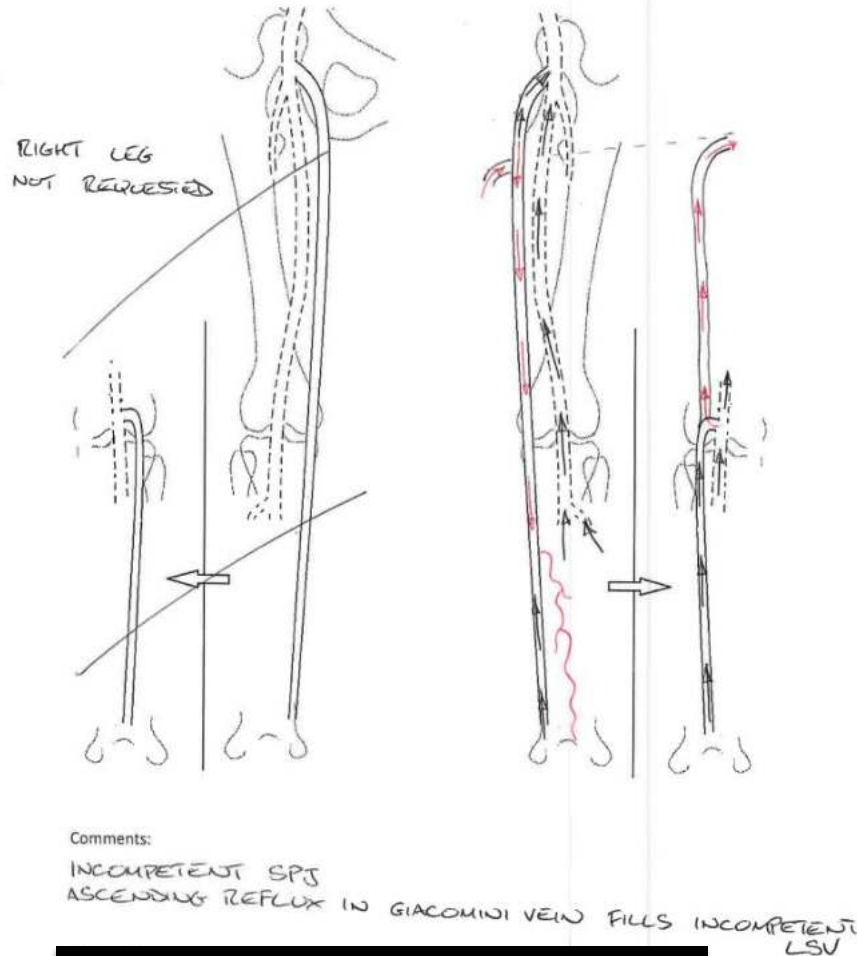 RIGHT LEG
NOT REQUESTED
Comments:
INCOMPETENT SPJ
ASCENDING REFLUX IN GIACOMINI VEIN FILLS INCOMPETENT
LSV